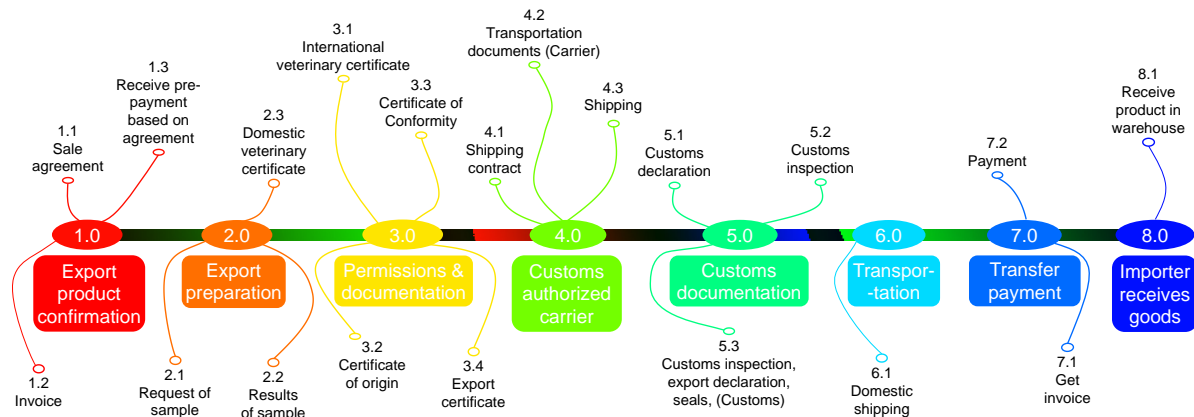 1.1
Sale
agreement
1.2
Invoice
1.3
Receive pre-
payment
based on
agreement
1.0
Export
product
confirmation
2.1
Request of
sample
2.2
Results
of sample
2.3
Domestic
veterinary
certificate
2.0
Export
preparation
3.1
International
veterinary certificate
3.2
Certificate
of origin
3.3
Certificate of
Conformity
3.4
Export
certificate
3.0
Permissions &
documentation
4.1
Shipping
contract
4.2
Transportation
documents (Carrier)
4.3
Shipping
4.0
Customs
authorized
carrier
5.1
Customs
declaration
5.2
Customs
inspection
5.3
Customs inspection,
export declaration,
seals, (Customs)
5.0
Customs
documentation
6.0
Transpor-
-tation
6.1
Domestic
shipping
7.2
Payment
7.0
Transfer
payment
7.1
Get
invoice
8.1
Receive
product in
warehouse
8.0
Importer
receives
goods